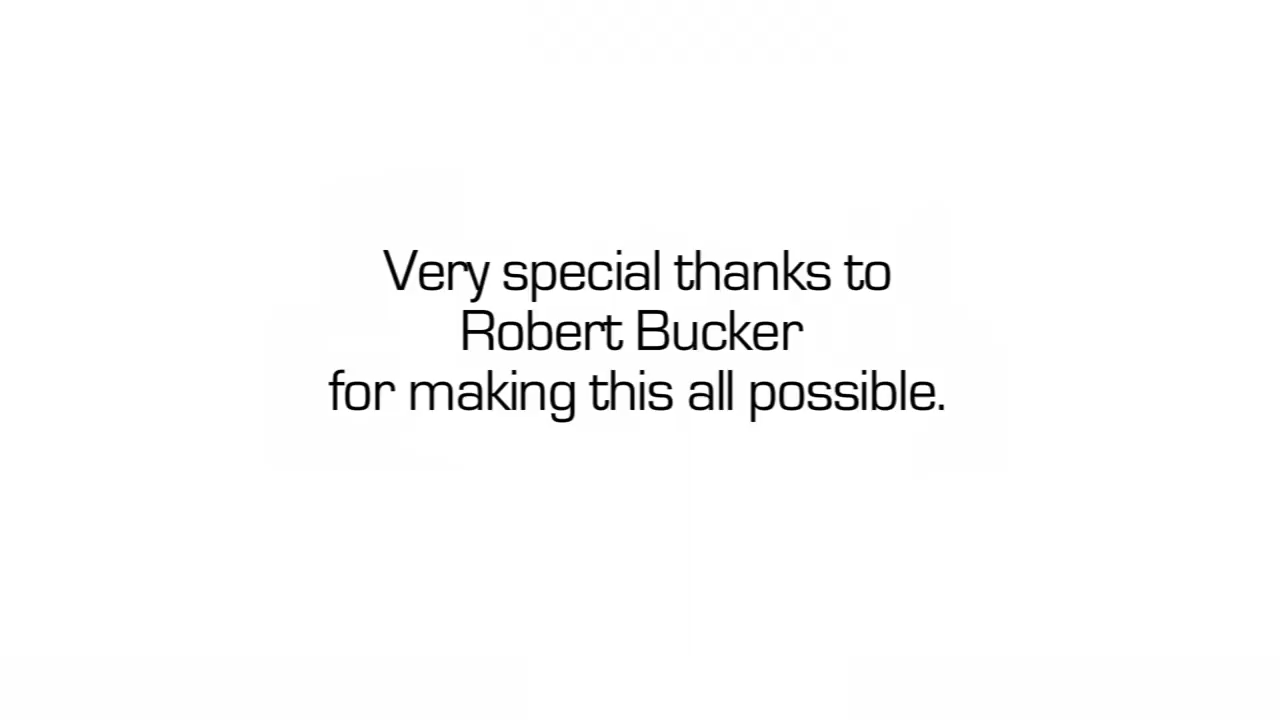 Very special thanks to
Robert Bucker
for making this all possible.